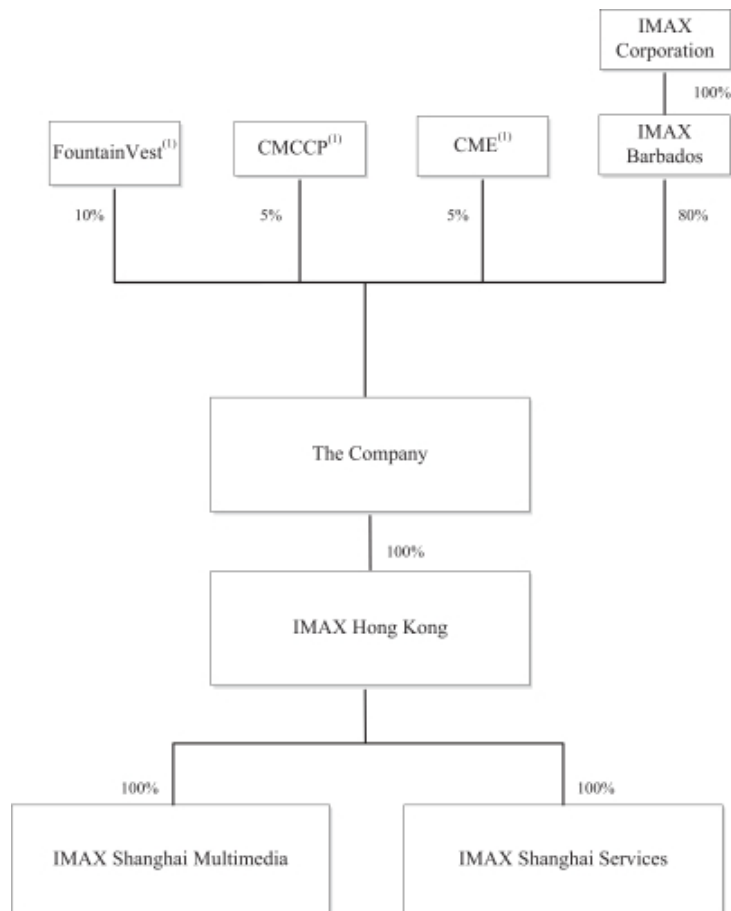 IMAX
Corporation
100%
FountainVest(1)
CMCCP(1)
CME(1)
IMAX
Barbados
10%
5%
5%
80%
The Company
100%
IMAX Hong Kong
100%
100%
IMAX Shanghai Multimedia
IMAX Shanghai Services